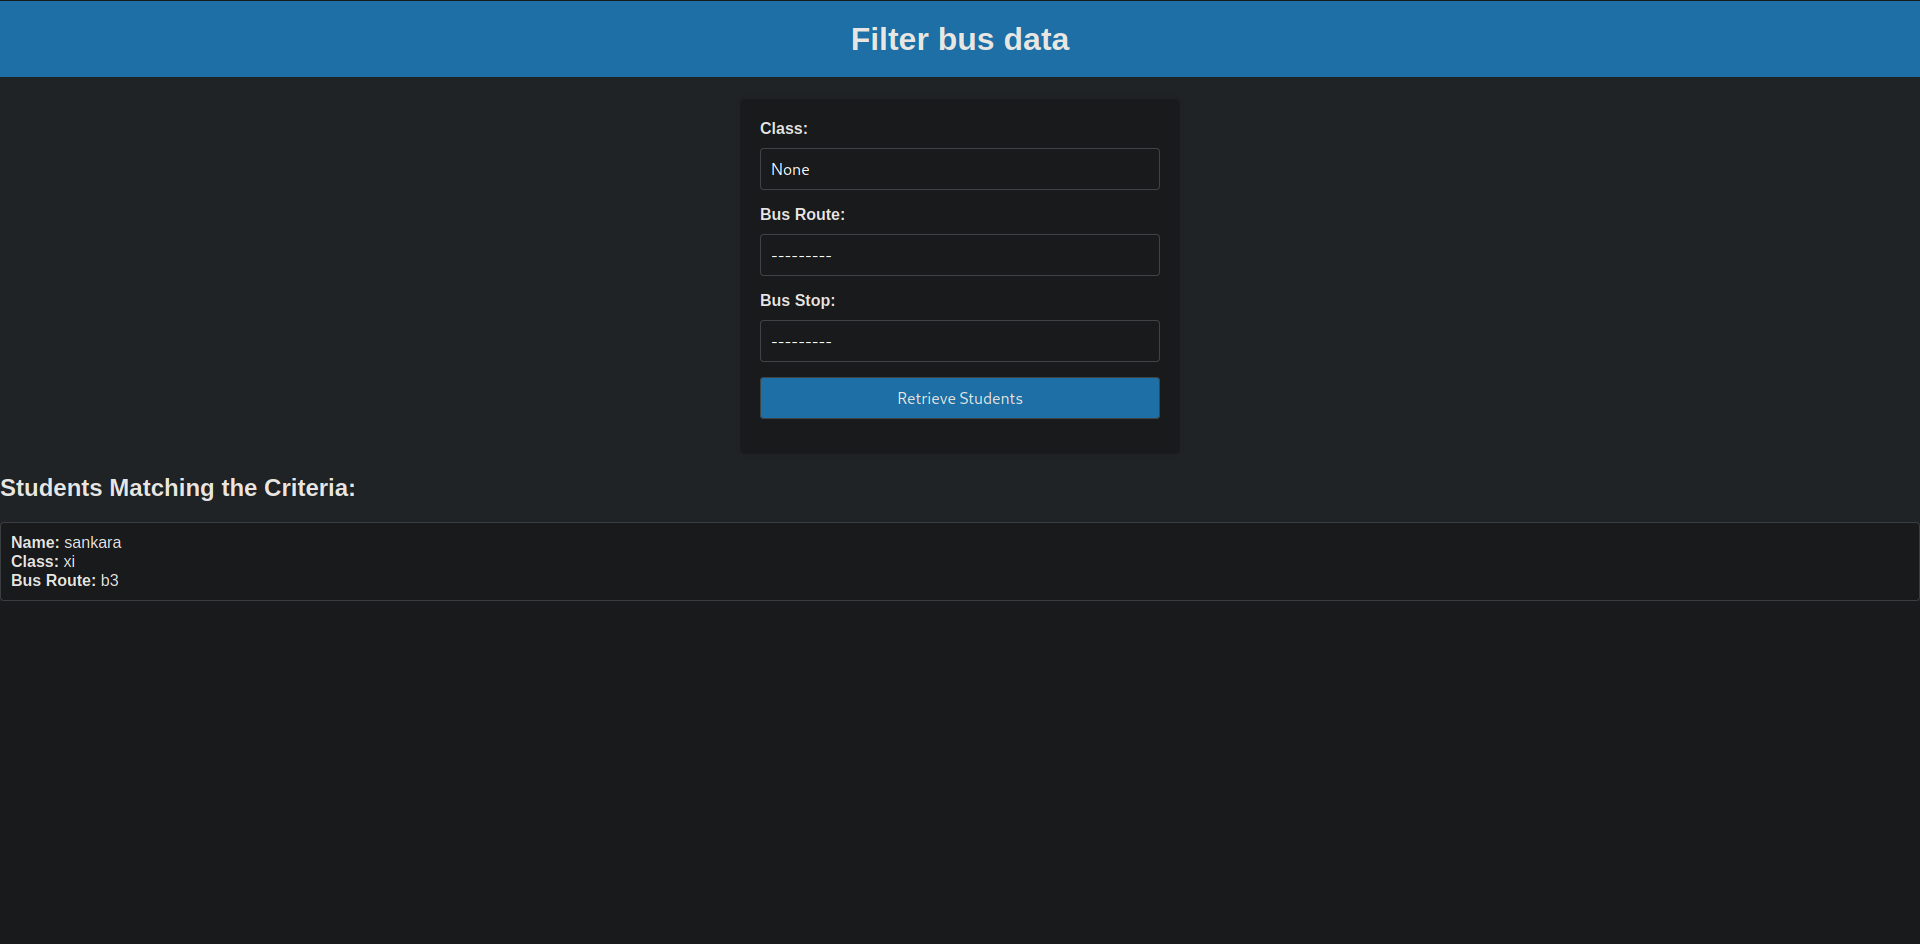 Filter bus data
Class:
None
Bus Route:
---------
Bus Stop:
---------
Retrieve Students
Students Matching the Criteria:
Name: sankara
Class: xi
Bus Route: b3